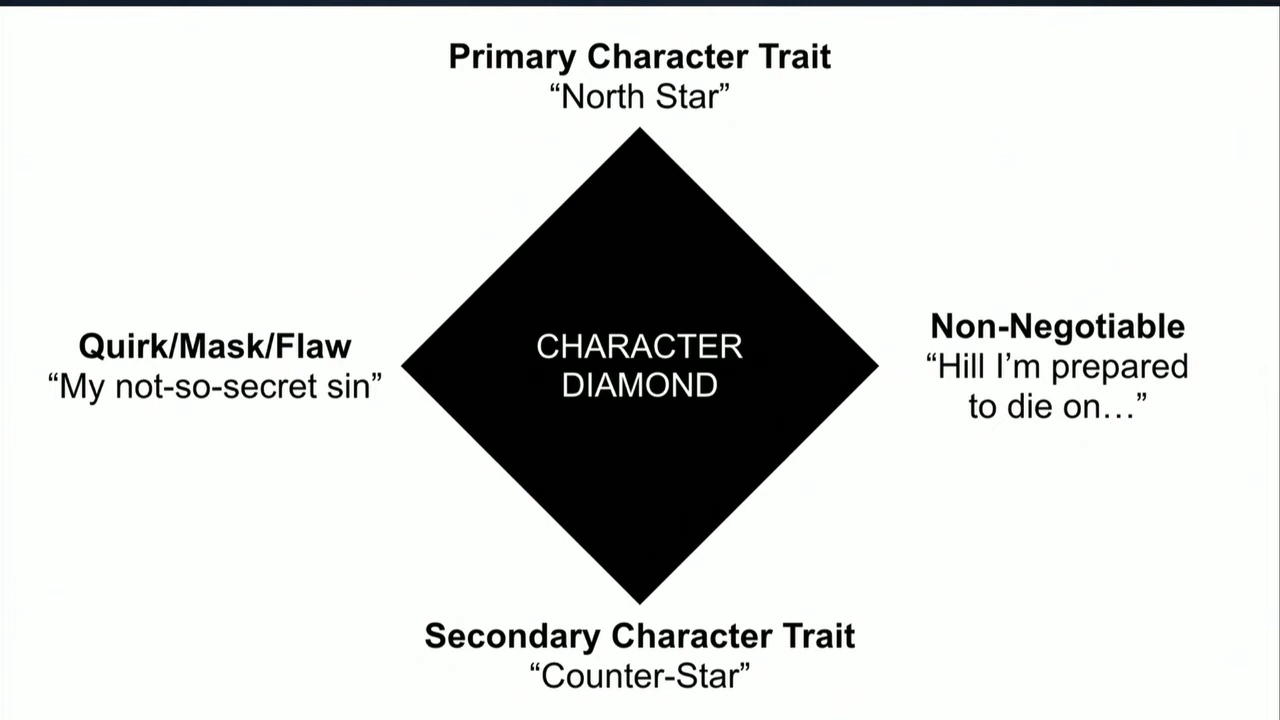 Primary Character Trait
“North Star”
Quirk/Mask/Flaw
“My not-so-secret sin”
CHARACTER
DIAMOND
Non-Negotiable
“Hill I’m prepared
to die on…”
Secondary Character Trait
“Counter-Star”